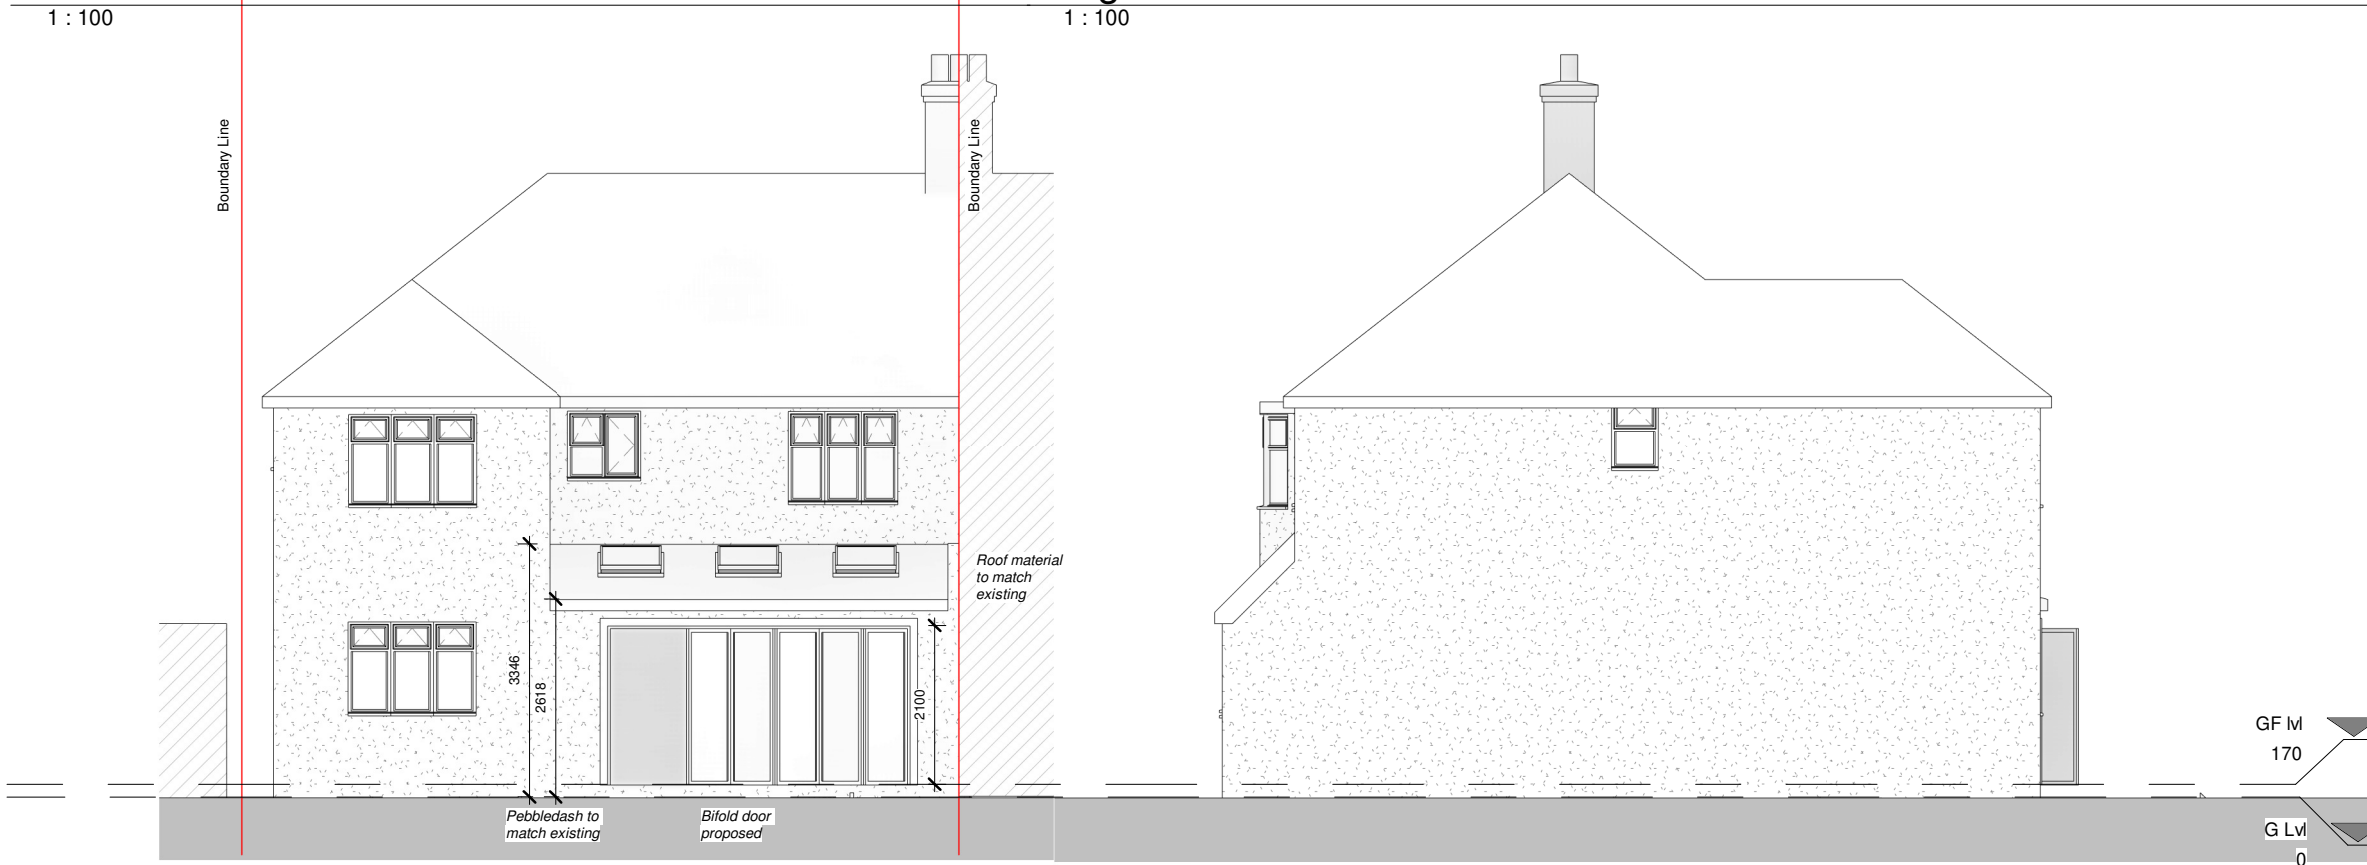 1 : 100
1 : 100
Boundary Line
Boundary Line
Roof material
to match
existing
3346
2618
2100
Pebbledash to
match existing
Bifold door
proposed
GF lvl
170
G Lvl
0